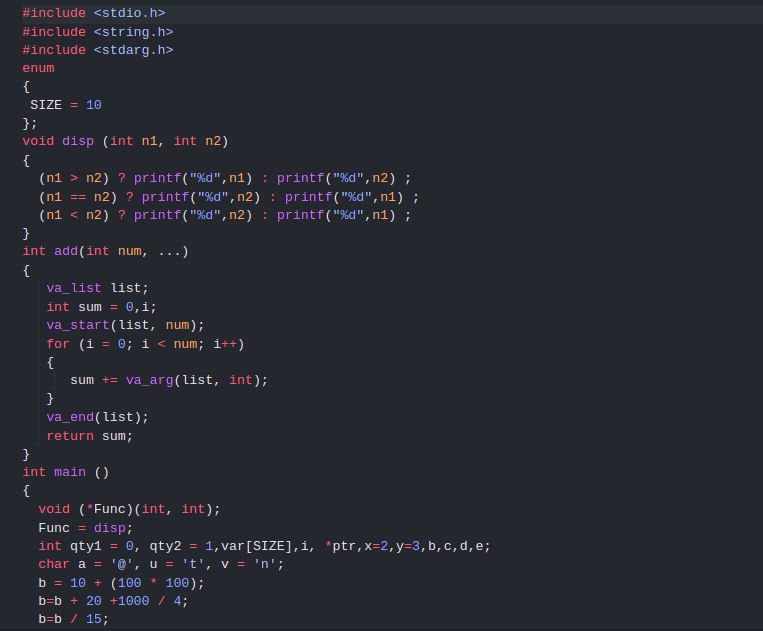 #include <stdio.h>
#include <string.h>
#include <stdarg.h>
enum
{
 SIZE = 10
};
void disp (int n1, int n2)
{
  (n1 > n2) ? printf("%d",n1) : printf("%d",n2) ;
  (n1 == n2) ? printf("%d",n2) : printf("%d",n1) ;
  (n1 < n2) ? printf("%d",n2) : printf("%d",n1) ;
}
int add(int num, ...)
{
   va_list list;
   int sum = 0,i;
   va_start(list, num);
   for (i = 0; i < num; i++)
   {
      sum += va_arg(list, int);
   }
   va_end(list);
   return sum;
}
int main ()
{
  void (*Func)(int, int);
  Func = disp;
  int qty1 = 0, qty2 = 1,var[SIZE],i, *ptr,x=2,y=3,b,c,d,e;
  char a = '@', u = 't', v = 'n';
  b = 10 + (100 * 100);
  b=b + 20 +1000 / 4;
  b=b / 15;